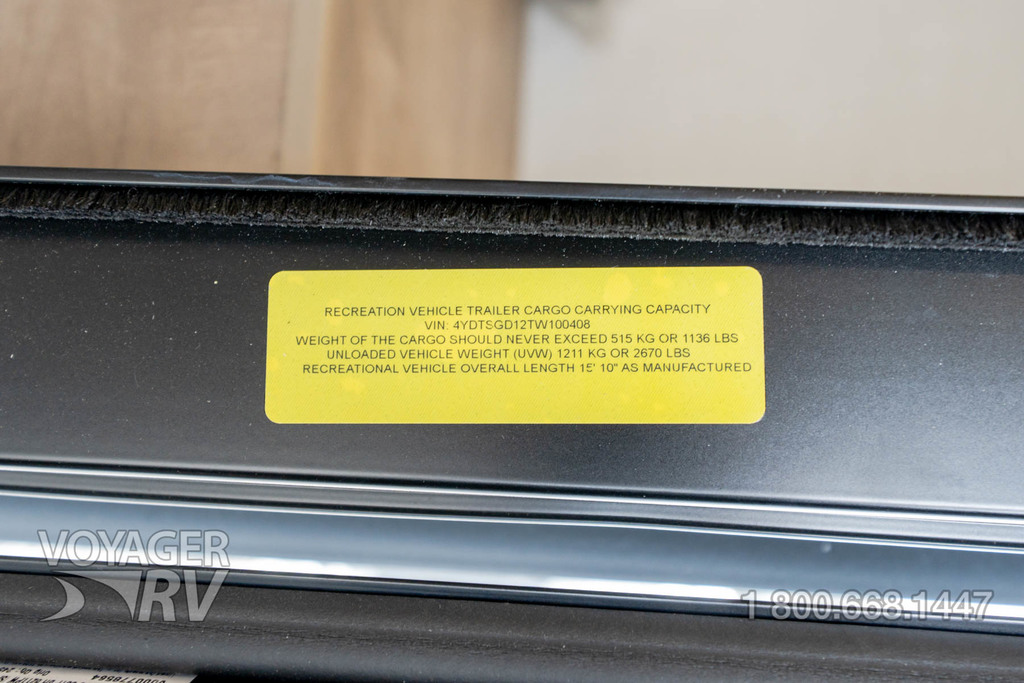 RECREATION VEHICLE TRAILER CARGO CARRYING CAPACITY
VIN: 4YDTSGD12TW100408
WEIGHT OF THE CARGO SHOULD NEVER EXCEED 515 KG OR 1136 LBS
UNLOADED VEHICLE WEIGHT (UVW) 1211 KG OR 2670 LBS
RECREATIONAL VEHICLE OVERALL LENGTH 15' 10" AS MANUFACTURED
VOYAGER
RV
1 800.668.1447